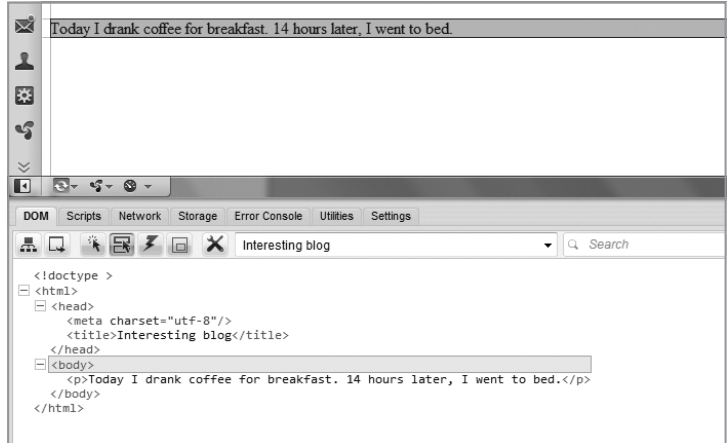 Today I drank coffee for breakfast. 14 hours later, I went to bed.
DOM Scripts Network Storage Error Console Utilities Settings
Interesting blog Search
<!doctype >
<html>
<head>
<meta charset="utf-8"/>
<title>Interesting blog</title>
</head>
<body>
<p>Today I drank coffee for breakfast. 14 hours later, I went to bed.</p>
</body>
</html>